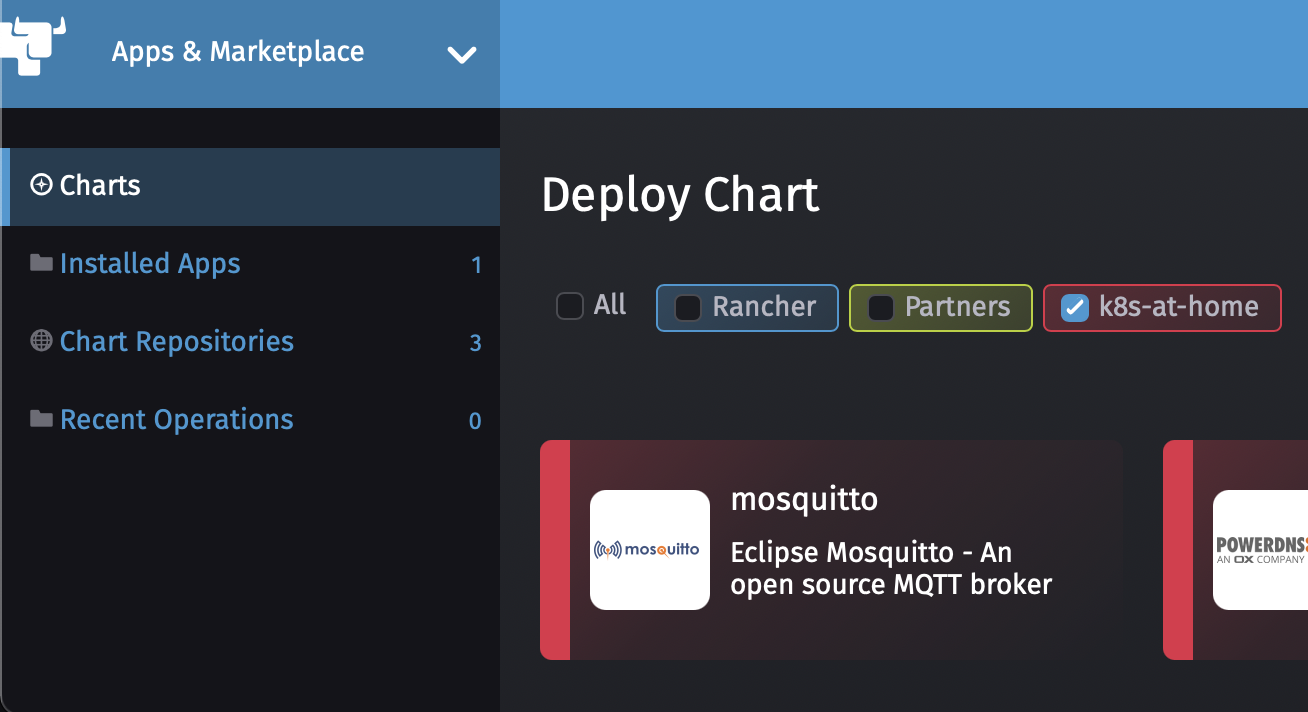 Apps & Marketplace
Charts
Installed Apps 1
Chart Repositories 3
Recent Operations 0
Deploy Chart
All Rancher Partners k8s-at-home
mosquitto
mosquitto
Eclipse Mosquitto - An
open source MQTT broker
POWERDNS
AN OX COMPANY